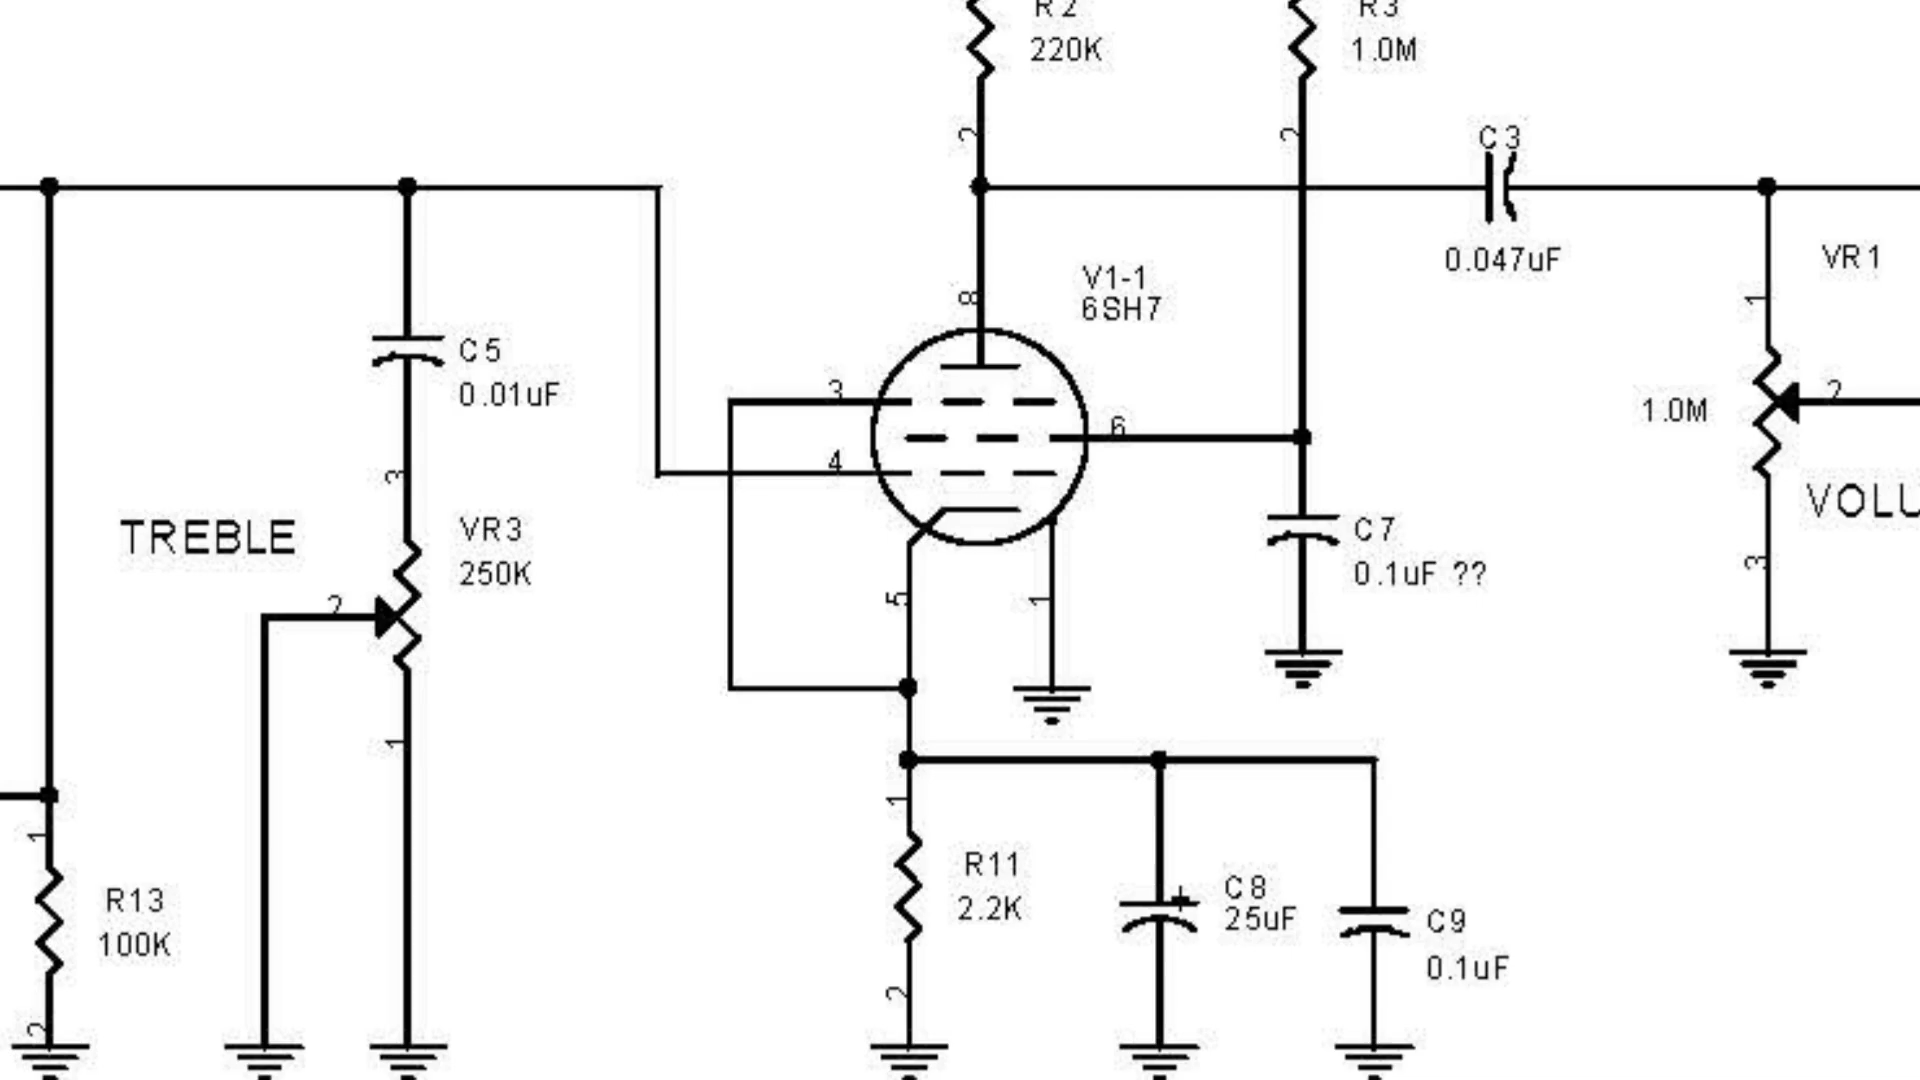 R2
220K
R3
1.0M
2
2
C3
0.047uF
VR1
8
V1-1
6SH7
1
C5
0.01uF
3
6
4
3
2
1.0M
VOLU
TREBLE
VR3
250K
C7
0.1uF ??
3
2
5
1
1
1
1
R13
100K
R11
2.2K
C8
+
25uF
C9
0.1uF
2
2